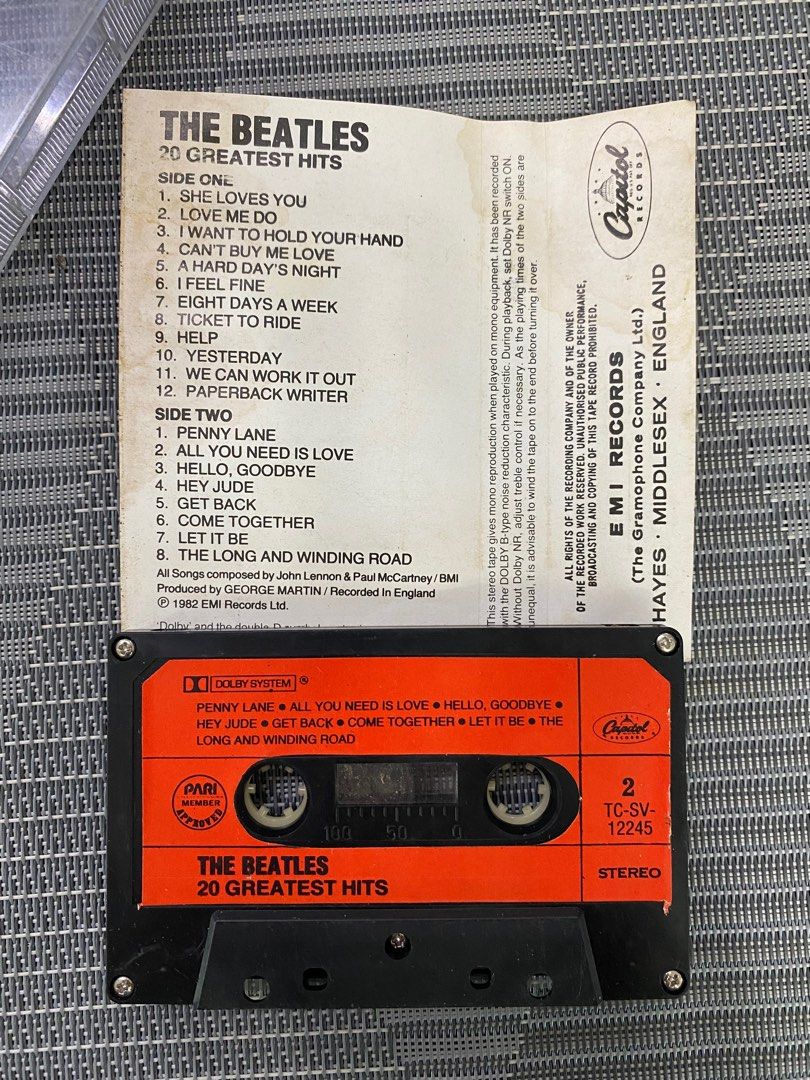 THE BEATLES
20 GREATEST HITS
SIDE ONE
1. SHE LOVES YOU
2. LOVE ME DO
3. I WANT TO HOLD YOUR HAND
4. CAN'T BUY ME LOVE
5. A HARD DAY'S NIGHT
6. I FEEL FINE
7. EIGHT DAYS A WEEK
8. TICKET TO RIDE
9. HELP
10. YESTERDAY
11. WE CAN WORK IT OUT
12. PAPERBACK WRITER
SIDE TWO
1. PENNY LANE
2. ALL YOU NEED IS LOVE
3. HELLO, GOODBYE
4. HEY JUDE
5. GET BACK
6. COME TOGETHER
7. LET IT BE
8. THE LONG AND WINDING ROAD
All Songs composed by John Lennon & Paul McCartney / BMI
Produced by GEORGE MARTIN / Recorded In England
℗ 1982 EMI Records Ltd.
'Dolby' and the double-D
This stereo tape gives mono reproduction when played on mono equipment. It has been recorded
with the DOLBY B-type noise reduction characteristic. During playback, set Dolby NR switch ON.
Without Dolby NR, adjust treble control if necessary. As the playing times of the two sides are
unequal, it is advisable to wind the tape on to the end before turning it over.
Capitol
RECORDS
ALL RIGHTS OF THE RECORDING COMPANY AND OF THE OWNER
OF THE RECORDED WORK RESERVED. UNAUTHORISED PUBLIC PERFORMANCE,
BROADCASTING AND COPYING OF THIS TAPE RECORD PROHIBITED.
EMI RECORDS
(The Gramophone Company Ltd.)
HAYES · MIDDLESEX · ENGLAND
DOLBY SYSTEM ®
PENNY LANE ● ALL YOU NEED IS LOVE ● HELLO, GOODBYE ●
HEY JUDE ● GET BACK ● COME TOGETHER ● LET IT BE ● THE
LONG AND WINDING ROAD
Capitol
RECORDS
PARI
MEMBER
APPROVED
100 50 0
2
TC-SV-
12245
THE BEATLES
20 GREATEST HITS
STEREO